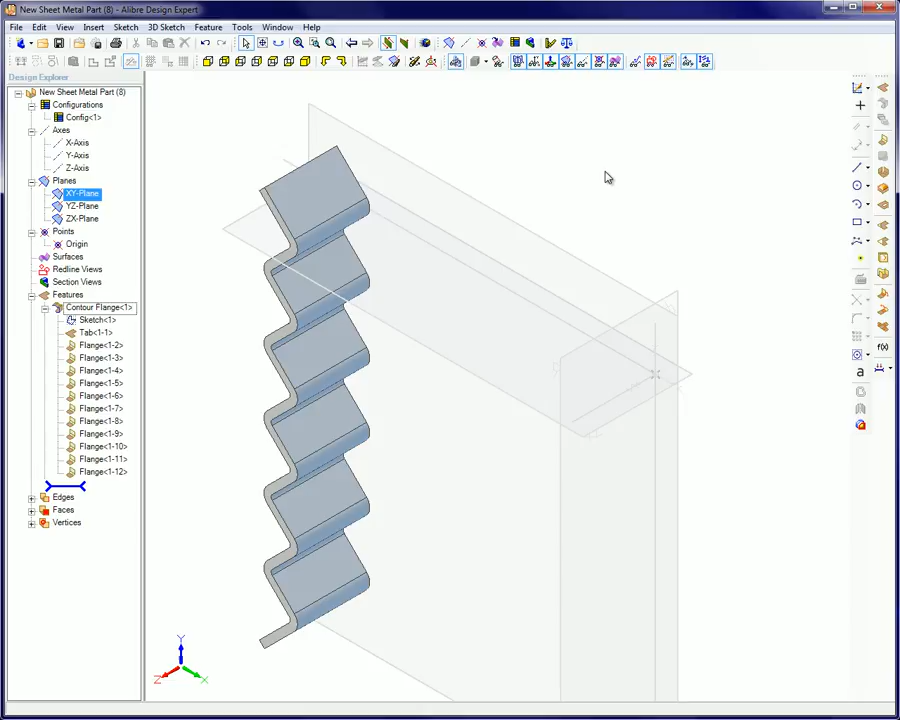 New Sheet Metal Part (8) - Alibre Design Expert
File Edit View Insert Sketch 3D Sketch Feature Tools Window Help
Design Explorer
New Sheet Metal Part (8)
Configurations
Config<1>
Axes
X-Axis
Y-Axis
Z-Axis
Planes
XY-Plane
YZ-Plane
ZX-Plane
Points
Origin
Surfaces
Redline Views
Section Views
Features
Contour Flange<1>
Sketch<1>
Tab<1-1>
Flange<1-2>
Flange<1-3>
Flange<1-4>
Flange<1-5>
Flange<1-6>
Flange<1-7>
Flange<1-8>
Flange<1-9>
Flange<1-10>
Flange<1-11>
Flange<1-12>
Edges
Faces
Vertices
f(x)
a
Y
Z
X